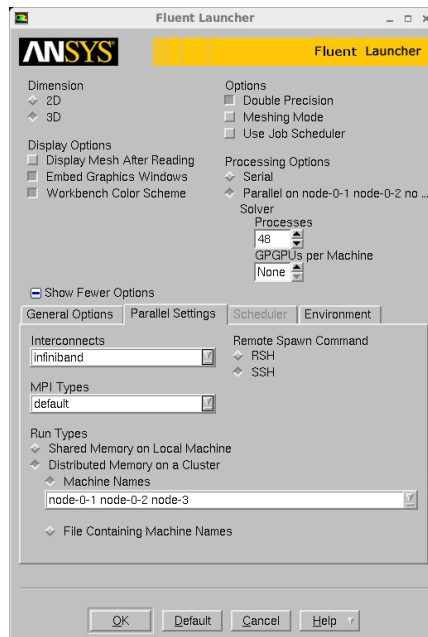 Fluent Launcher
ANSYS
Fluent Launcher
Dimension
2D
3D
Display Options
Display Mesh After Reading
Embed Graphics Windows
Workbench Color Scheme
Options
Double Precision
Meshing Mode
Use Job Scheduler
Processing Options
Serial
Parallel on node-0-1 node-0-2 no ...
Solver
Processes
48
GPGPUs per Machine
None
Show Fewer Options
General Options Parallel Settings Scheduler Environment
Interconnects
infiniband
MPI Types
default
Remote Spawn Command
RSH
SSH
Run Types
Shared Memory on Local Machine
Distributed Memory on a Cluster
Machine Names
node-0-1 node-0-2 node-3
File Containing Machine Names
OK Default Cancel Help